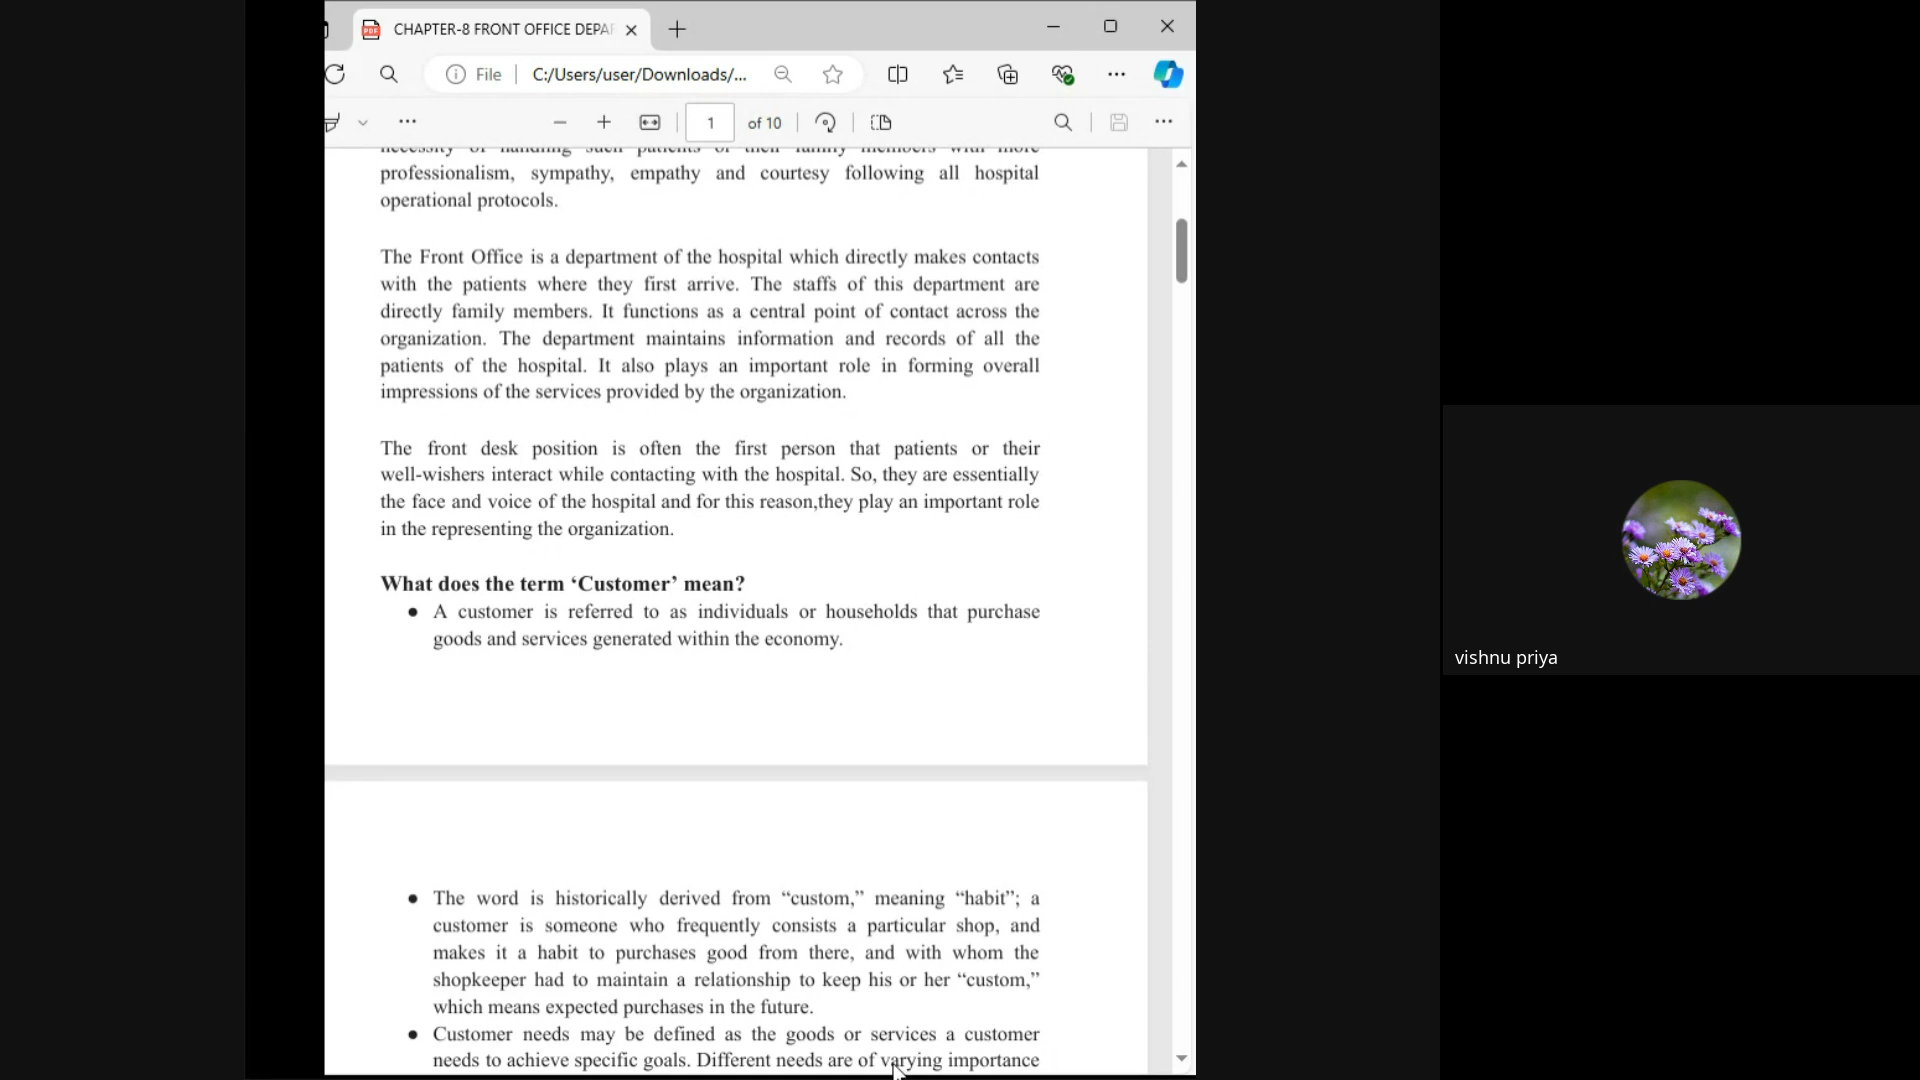 CHAPTER-8 FRONT OFFICE DEPA
File
C:/Users/user/Downloads/...
1 of 10
necessity of handling such patients or their family members with more
professionalism, sympathy, empathy and courtesy following all hospital
operational protocols.
The Front Office is a department of the hospital which directly makes contacts
with the patients where they first arrive. The staffs of this department are
directly family members. It functions as a central point of contact across the
organization. The department maintains information and records of all the
patients of the hospital. It also plays an important role in forming overall
impressions of the services provided by the organization.
The front desk position is often the first person that patients or their
well-wishers interact while contacting with the hospital. So, they are essentially
the face and voice of the hospital and for this reason,they play an important role
in the representing the organization.
What does the term ‘Customer’ mean?
● A customer is referred to as individuals or households that purchase
goods and services generated within the economy.
● The word is historically derived from “custom,” meaning “habit”; a
customer is someone who frequently consists a particular shop, and
makes it a habit to purchases good from there, and with whom the
shopkeeper had to maintain a relationship to keep his or her “custom,”
which means expected purchases in the future.
● Customer needs may be defined as the goods or services a customer
needs to achieve specific goals. Different needs are of varying importance
vishnu priya